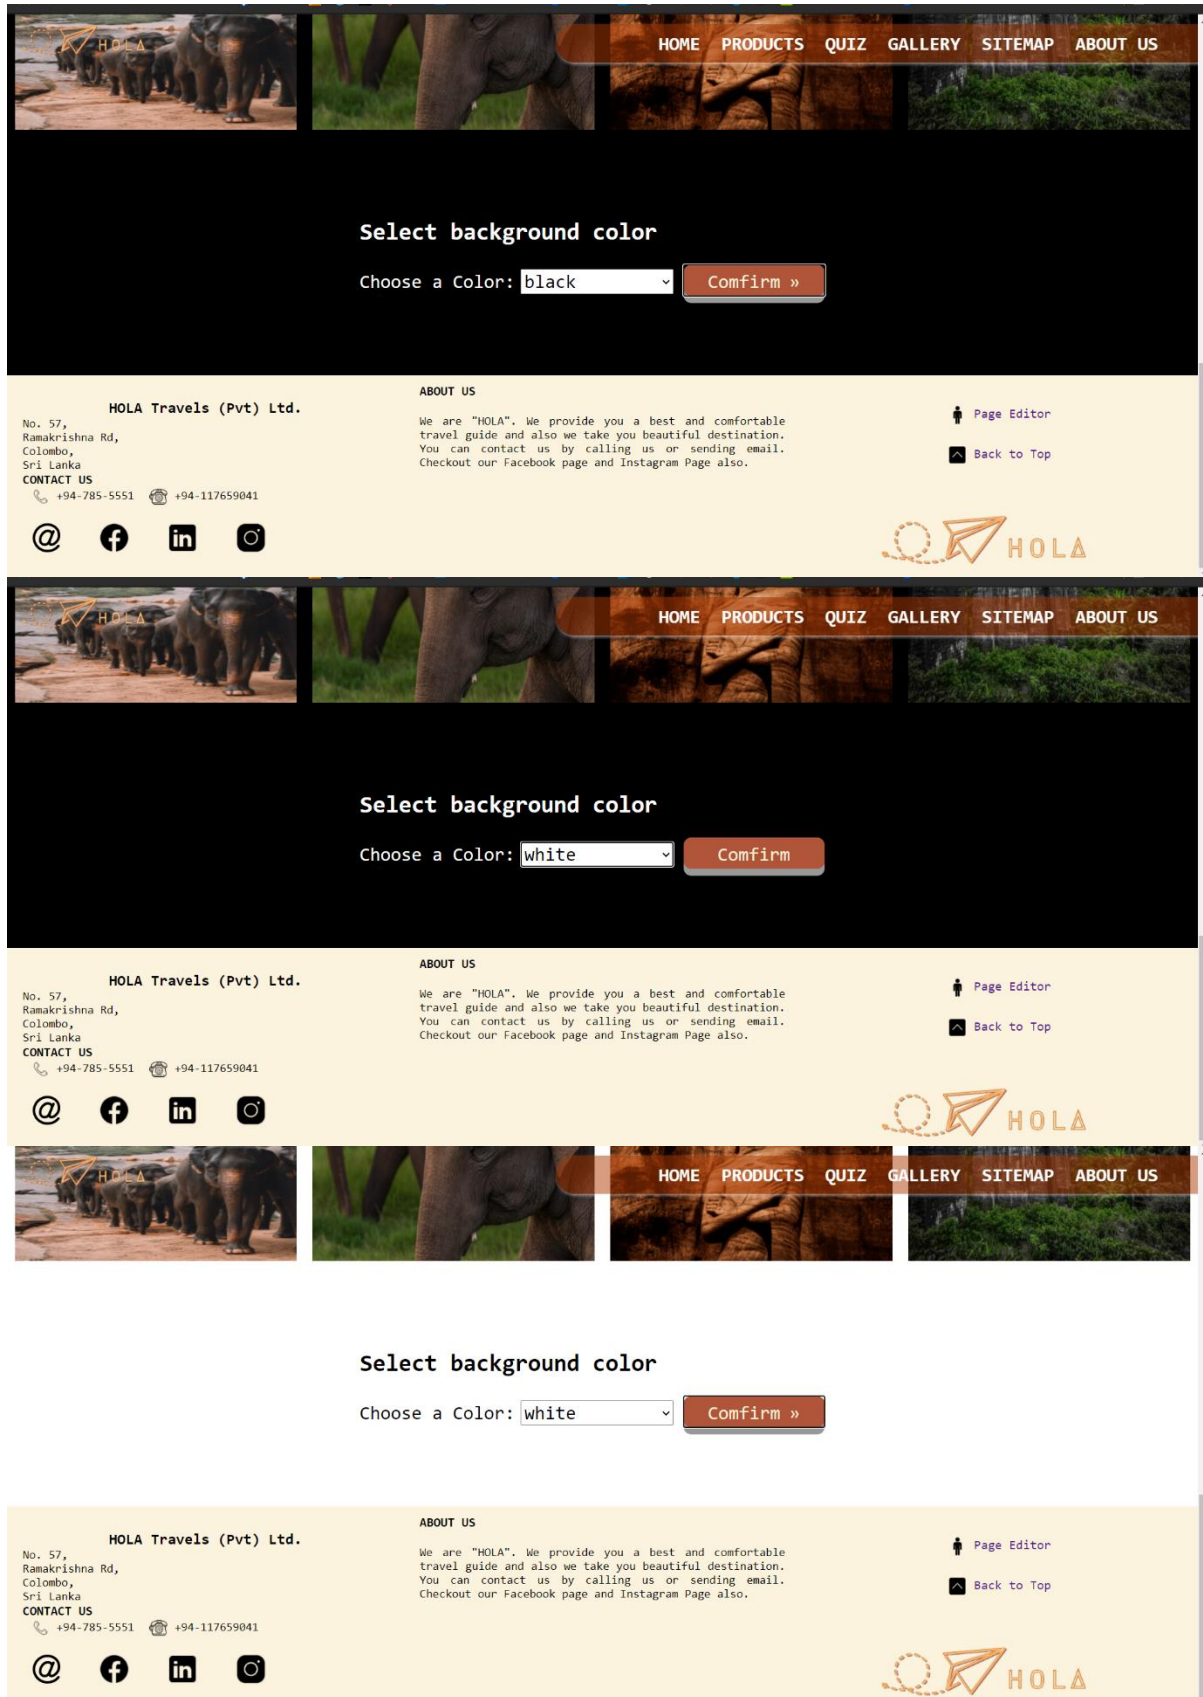 HOLA
HOME PRODUCTS QUIZ GALLERY SITEMAP ABOUT US
Select background color
Choose a Color: black Comfirm »
HOLA Travels (Pvt) Ltd.
No. 57,
Ramakrishna Rd,
Colombo,
Sri Lanka
CONTACT US
+94-785-5551 +94-117659041
ABOUT US
We are "HOLA". We provide you a best and comfortable
travel guide and also we take you beautiful destination.
You can contact us by calling us or sending email.
Checkout our Facebook page and Instagram Page also.
Page Editor
Back to Top
HOLA
HOLA
HOME PRODUCTS QUIZ GALLERY SITEMAP ABOUT US
Select background color
Choose a Color: white Comfirm
HOLA Travels (Pvt) Ltd.
No. 57,
Ramakrishna Rd,
Colombo,
Sri Lanka
CONTACT US
+94-785-5551 +94-117659041
ABOUT US
We are "HOLA". We provide you a best and comfortable
travel guide and also we take you beautiful destination.
You can contact us by calling us or sending email.
Checkout our Facebook page and Instagram Page also.
Page Editor
Back to Top
HOLA
HOLA
HOME PRODUCTS QUIZ GALLERY SITEMAP ABOUT US
Select background color
Choose a Color: white Comfirm »
HOLA Travels (Pvt) Ltd.
No. 57,
Ramakrishna Rd,
Colombo,
Sri Lanka
CONTACT US
+94-785-5551 +94-117659041
ABOUT US
We are "HOLA". We provide you a best and comfortable
travel guide and also we take you beautiful destination.
You can contact us by calling us or sending email.
Checkout our Facebook page and Instagram Page also.
Page Editor
Back to Top
HOLA